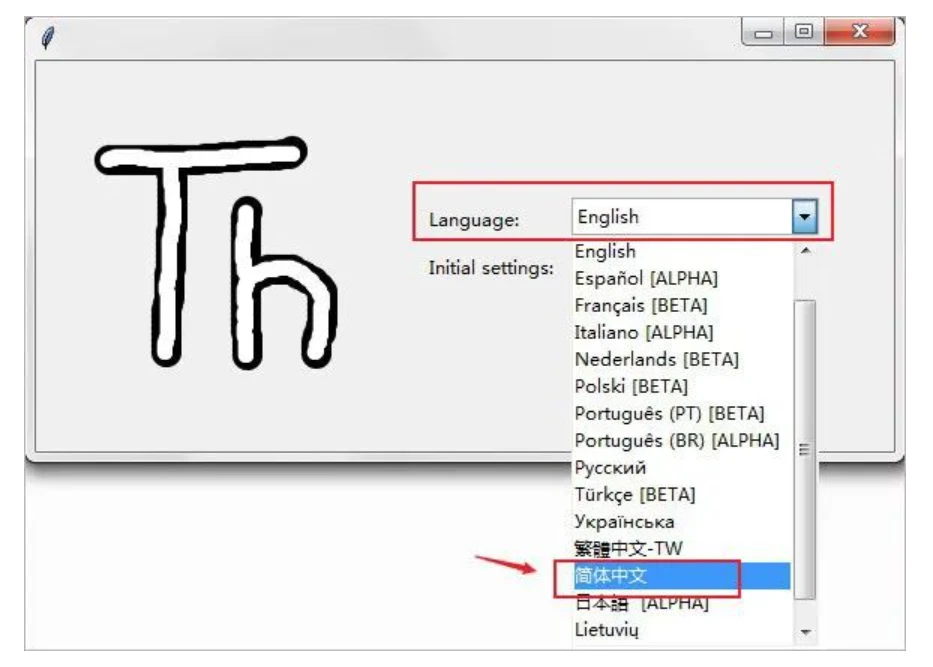 Th
Language: English
Initial settings:
English
Español [ALPHA]
Français [BETA]
Italiano [ALPHA]
Nederlands [BETA]
Polski [BETA]
Português (PT) [BETA]
Português (BR) [ALPHA]
Русский
Türkçe [BETA]
Українська
繁體中文-TW
简体中文
日本語 [ALPHA]
Lietuvių